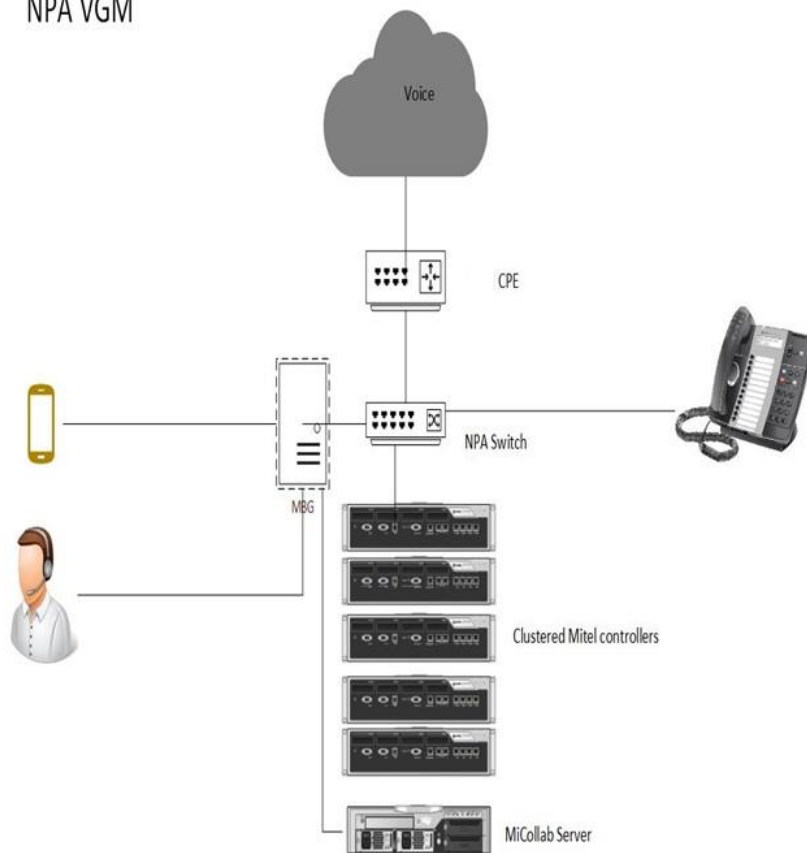 NPA VGM
Voice
CPE
NPA Switch
MBG
Clustered Mitel controllers
MiCollab Server